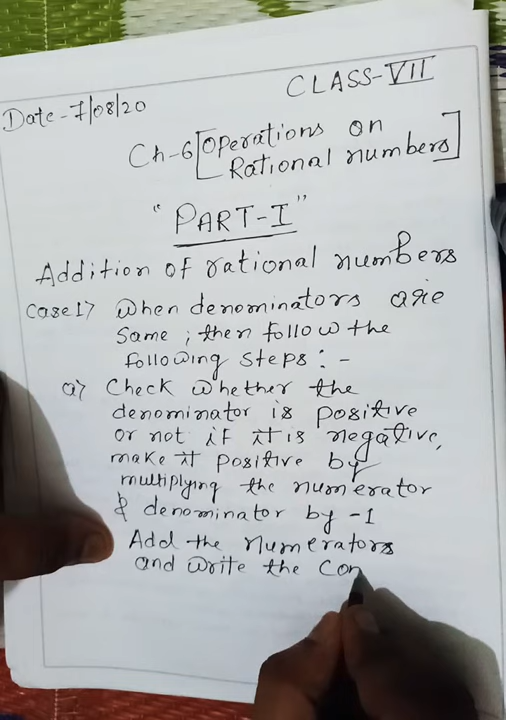 CLASS-VII
Date-7/08/20
Ch-6[Operations on
Rational numbers]
"PART-I"
Addition of rational numbers
Case 1> When denominators are
same ; then follow the
following steps : -
a> Check whether the
denominator is positive
or not if it is negative,
make it positive by
multiplying the numerator
& denominator by -1
Add the numerators
and write the con